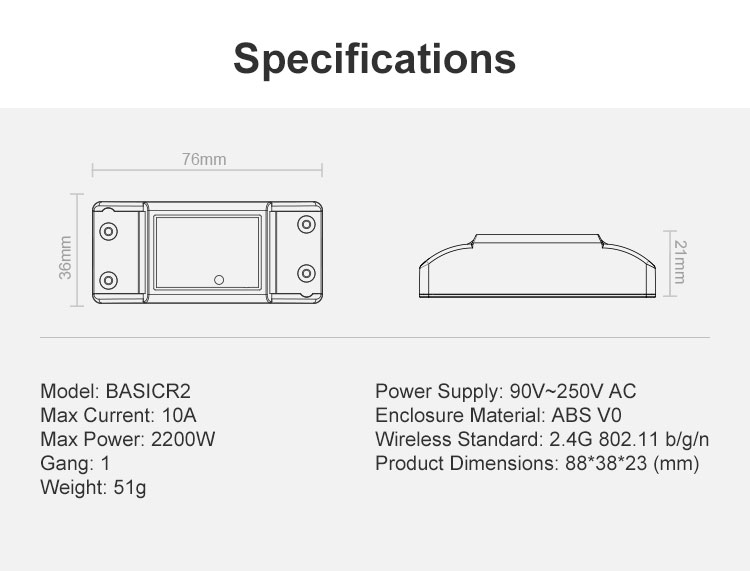 Specifications
76mm
36mm
21mm
Model: BASICR2
Max Current: 10A
Max Power: 2200W
Gang: 1
Weight: 51g
Power Supply: 90V~250V AC
Enclosure Material: ABS V0
Wireless Standard: 2.4G 802.11 b/g/n
Product Dimensions: 88*38*23 (mm)